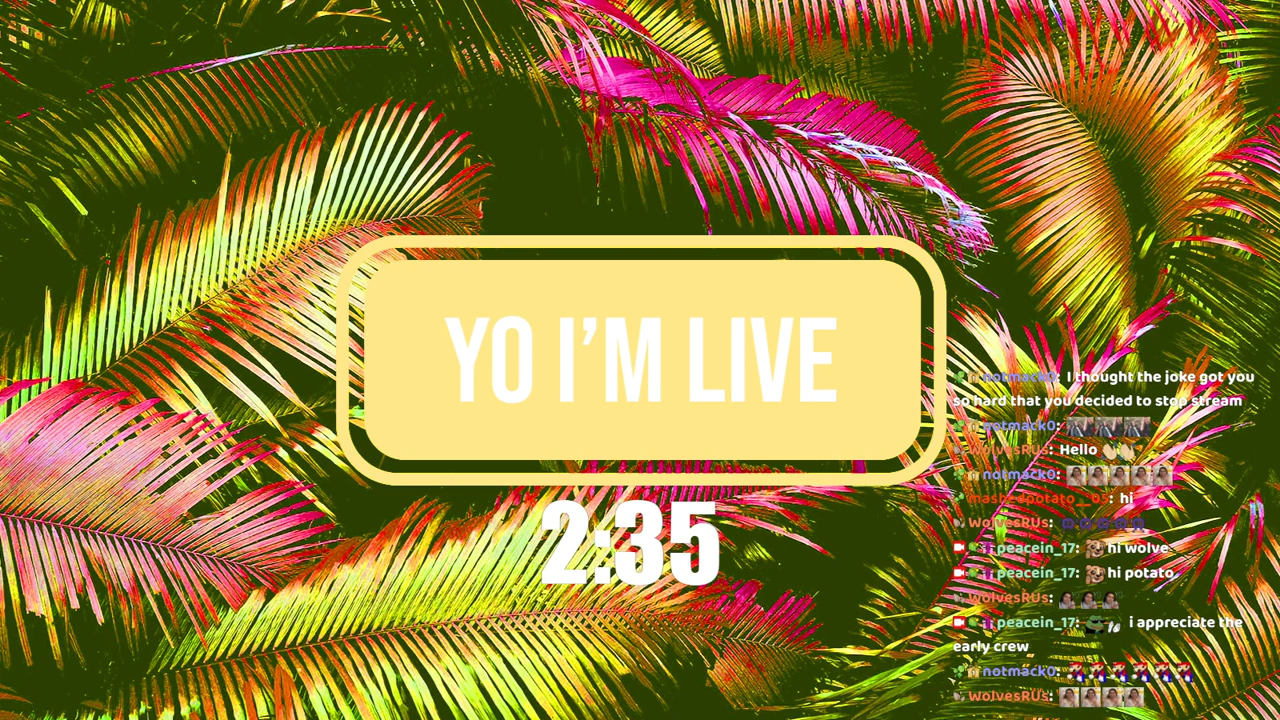 YO I'M LIVE
2:35
notmack0: I thought the joke got you
so hard that you decided to stop stream
notmack0:
WolvesRUs: Hello
notmack0:
mashedpotato__05: hi
WolvesRUs:
peacein_17: hi wolve
peacein_17: hi potato
WolvesRUs:
peacein_17: i appreciate the
early crew
notmack0:
WolvesRUs: